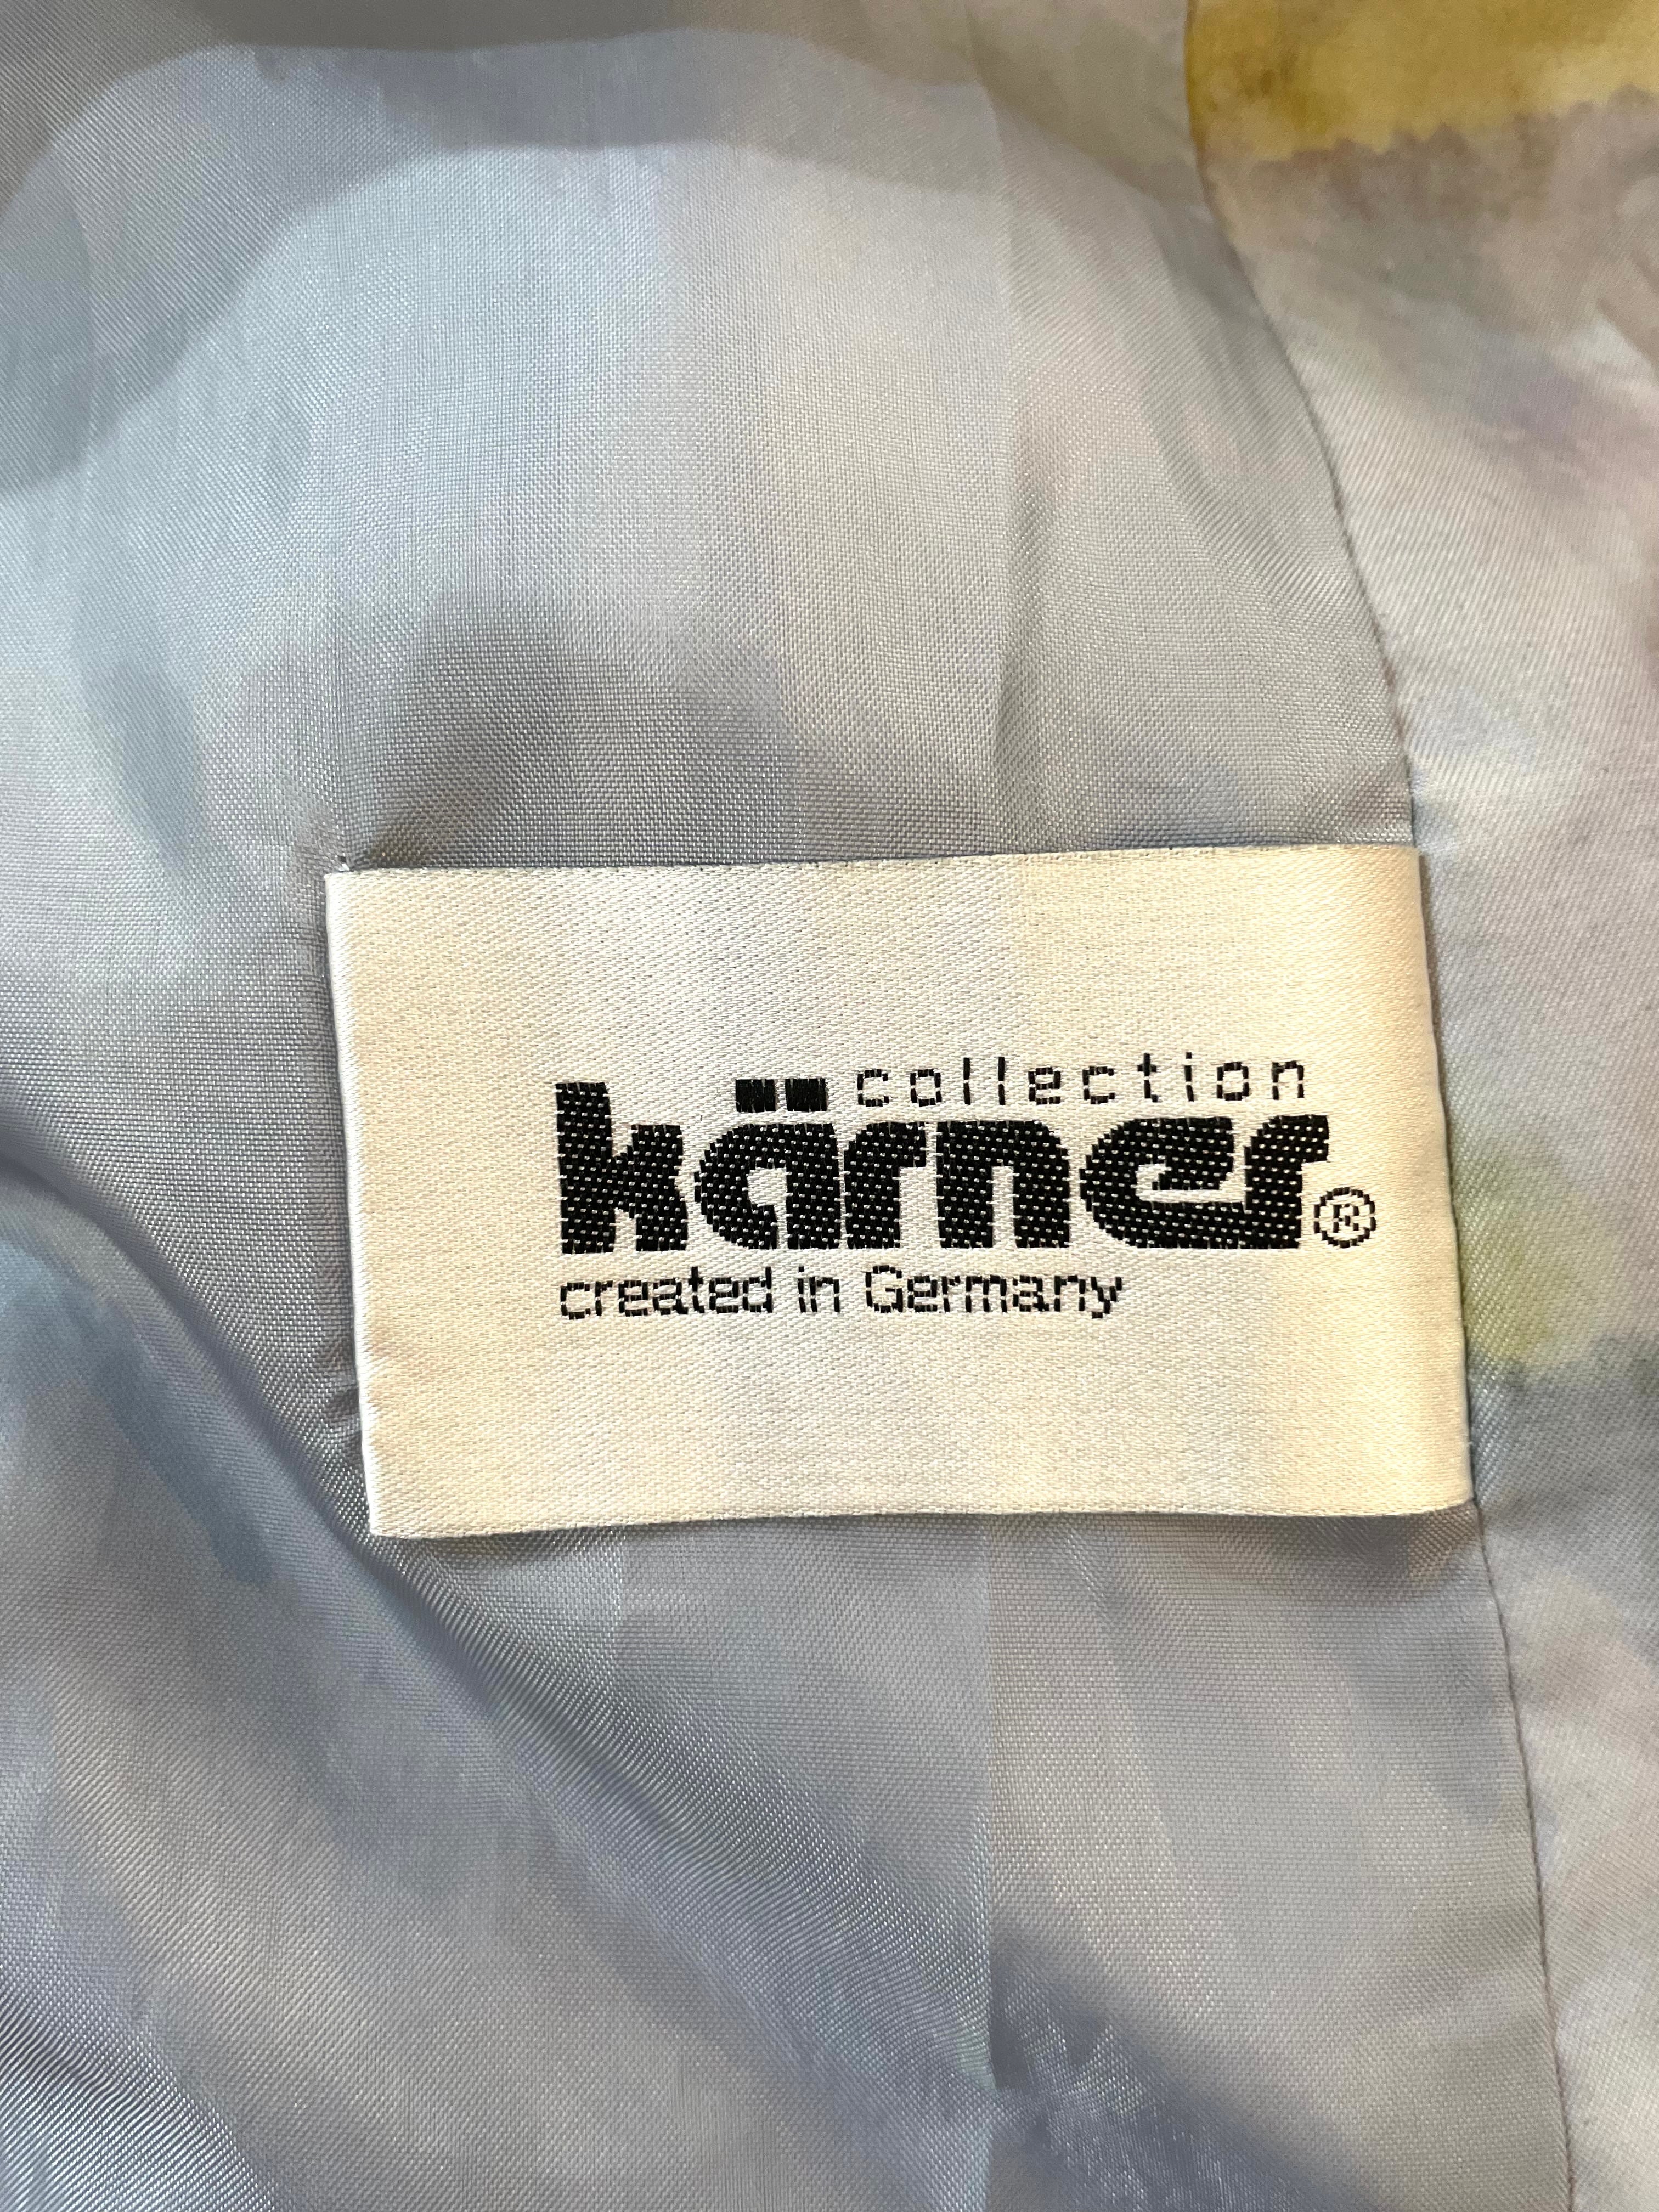 collection
kärner®
created in Germany